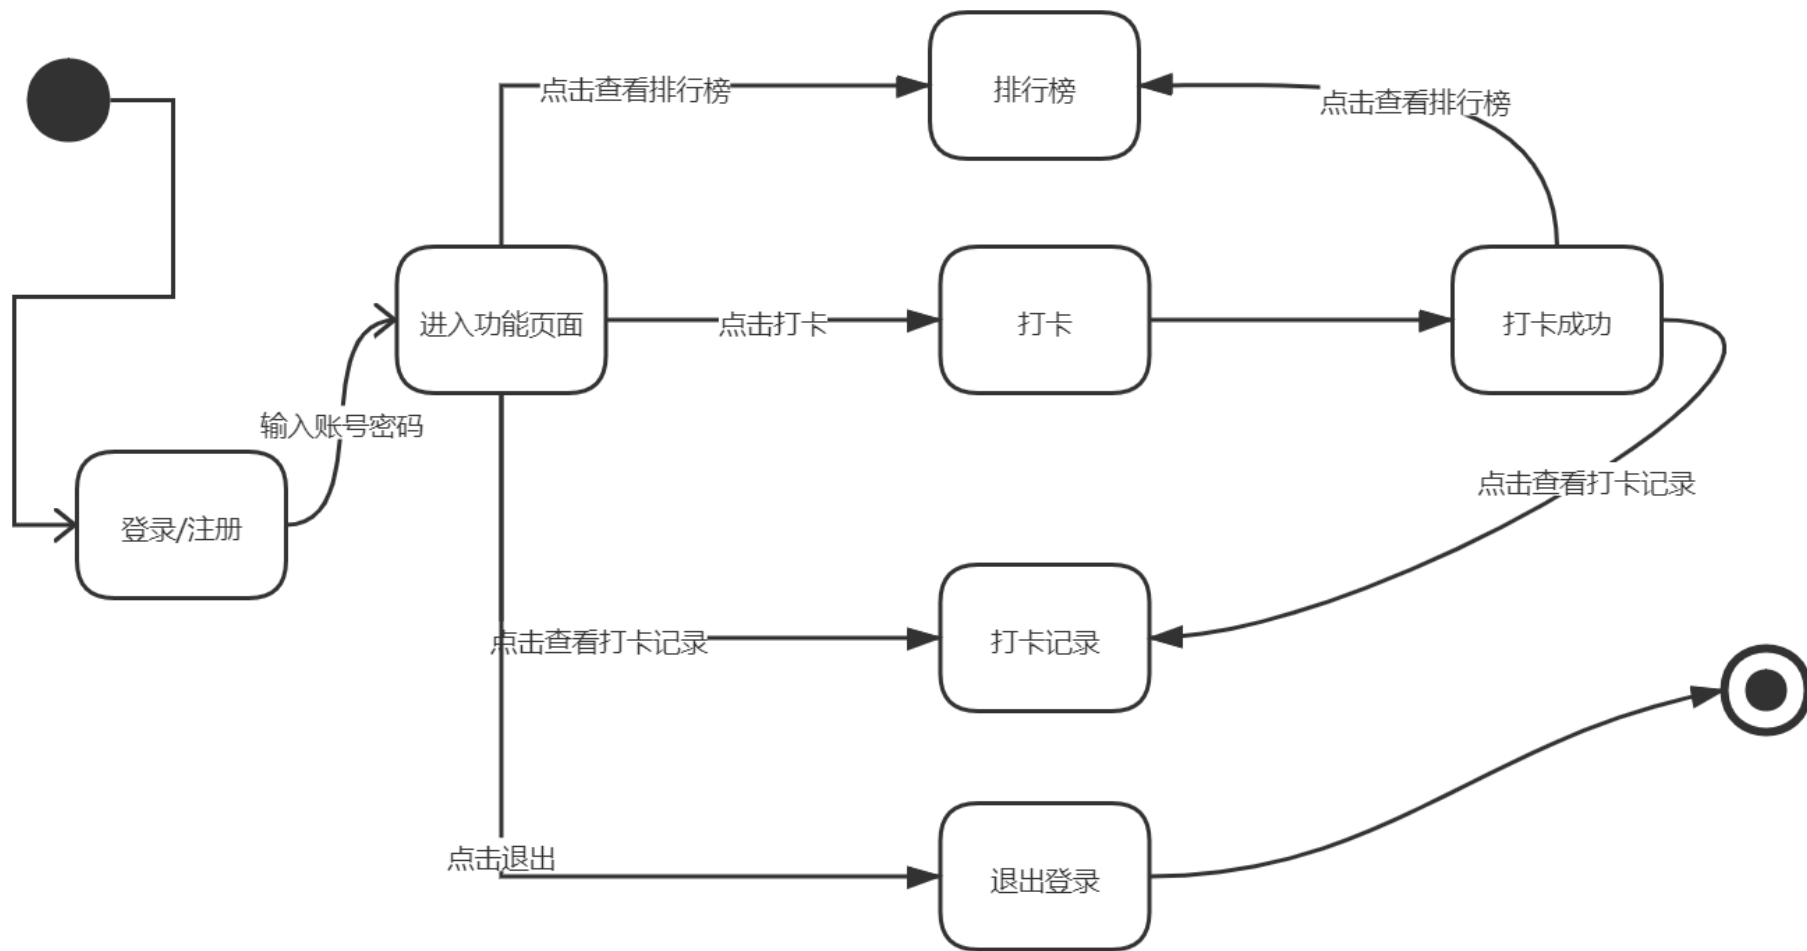 点击查看排行榜
排行榜
点击查看排行榜
进入功能页面
点击打卡
打卡
打卡成功
输入账号密码
登录/注册
点击查看打卡记录
点击查看打卡记录
打卡记录
点击退出
退出登录